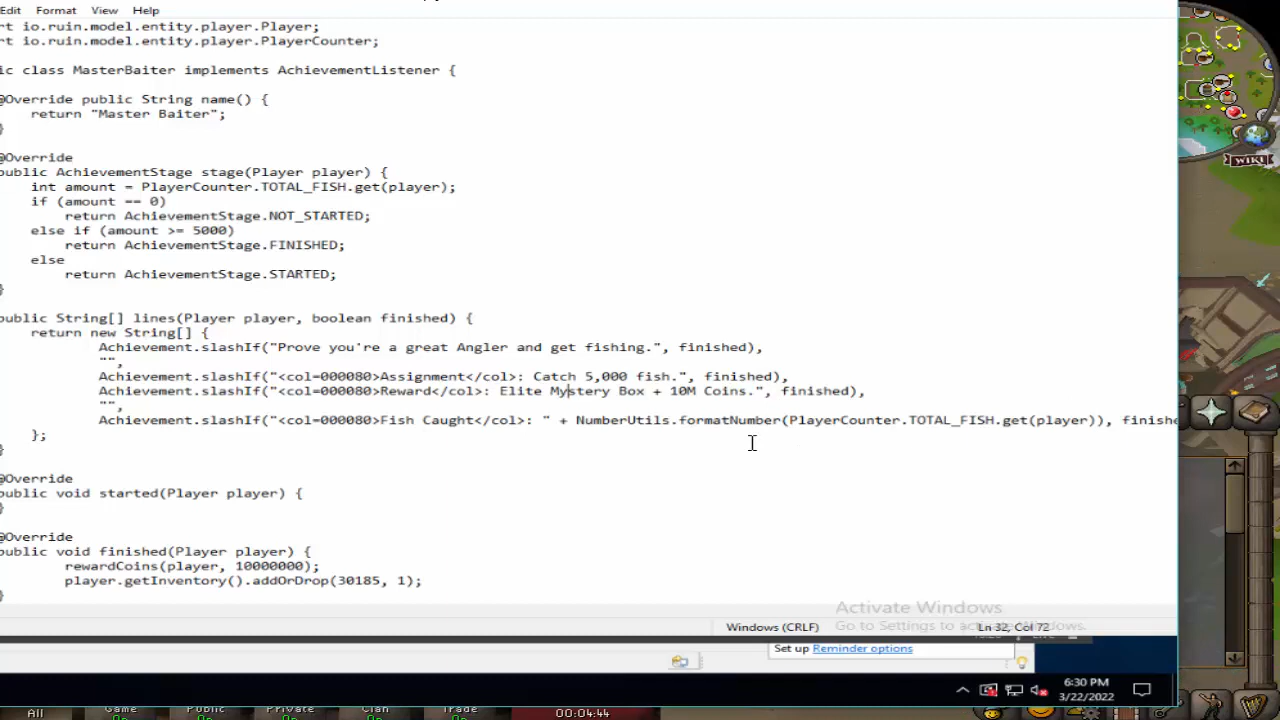 Edit Format View Help
rt io.ruin.model.entity.player.Player;
rt io.ruin.model.entity.player.PlayerCounter;
ic class MasterBaiter implements AchievementListener {
@Override public String name() {
return "Master Baiter";
}
@Override
public AchievementStage stage(Player player) {
int amount = PlayerCounter.TOTAL_FISH.get(player);
if (amount == 0)
return AchievementStage.NOT_STARTED;
else if (amount >= 5000)
return AchievementStage.FINISHED;
else
return AchievementStage.STARTED;
}
public String[] lines(Player player, boolean finished) {
return new String[] {
Achievement.slashIf("Prove you're a great Angler and get fishing.", finished),
"",
Achievement.slashIf("<col=000080>Assignment</col>: Catch 5,000 fish.", finished),
Achievement.slashIf("<col=000080>Reward</col>: Elite Mystery Box + 10M Coins.", finished),
"",
Achievement.slashIf("<col=000080>Fish Caught</col>: " + NumberUtils.formatNumber(PlayerCounter.TOTAL_FISH.get(player)), finishe
};
}
@Override
public void started(Player player) {
}
@Override
public void finished(Player player) {
rewardCoins(player, 10000000);
player.getInventory().addOrDrop(30185, 1);
}
Activate Windows
Go to Settings to activate Windows.
Windows (CRLF) Ln 32, Col 72
Set up Reminder options
6:30 PM
3/22/2022
WIKI
All Game Public Private Clan Trade 00:04:44